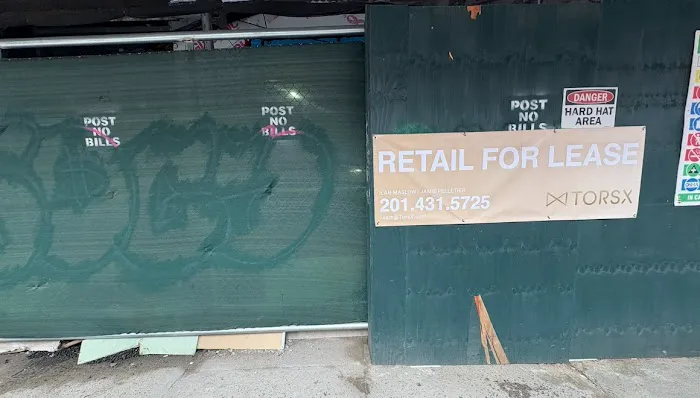 POST
NO
BILLS
POST
NO
BILLS
POST
NO
BILLS
DANGER
HARD HAT
AREA
RETAIL FOR LEASE
201.431.5725
TORSX